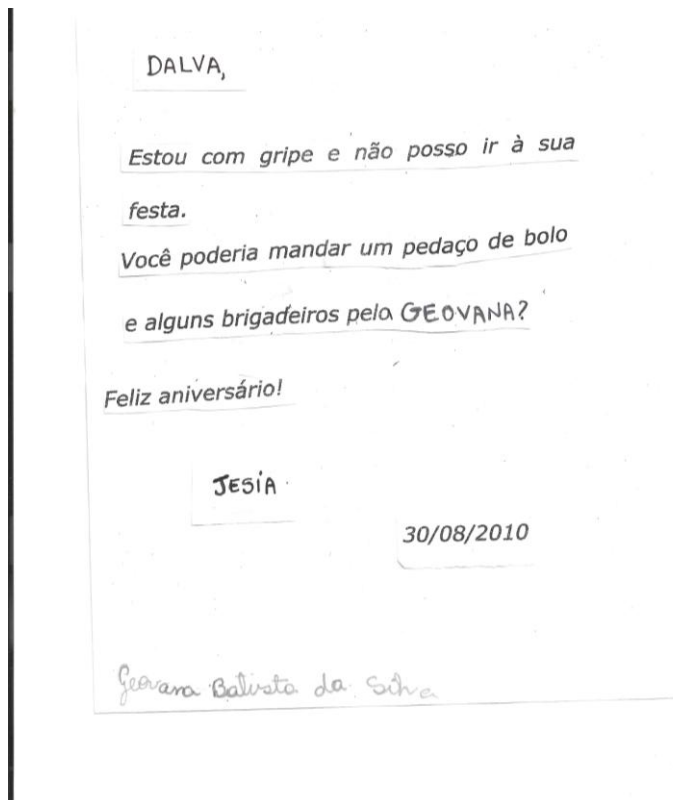 DALVA,
Estou com gripe e não posso ir à sua
festa.
Você poderia mandar um pedaço de bolo
e alguns brigadeiros pela GEOVANA?
Feliz aniversário!
JESÍA.
30/08/2010
Geovana Batista da Silva